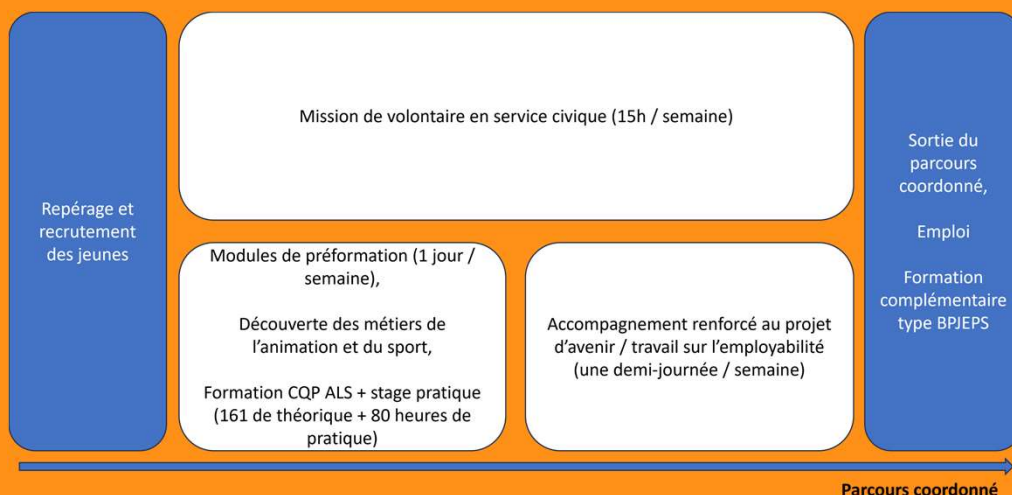 Repérage et
recrutement
des jeunes
Mission de volontaire en service civique (15h / semaine)
Modules de préformation (1 jour /
semaine),
Découverte des métiers de
l'animation et du sport,
Formation CQP ALS + stage pratique
(161 de théorique + 80 heures de
pratique)
Accompagnement renforcé au projet
d'avenir / travail sur l'employabilité
(une demi-journée / semaine)
Sortie du
parcours
coordonné,
Emploi
Formation
complémentaire
type BPJEPS
Parcours coordonné